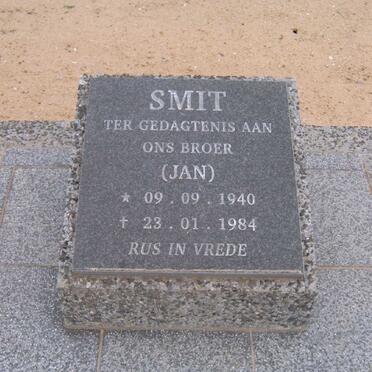 SMIT
TER GEDAGTENIS AAN
ONS BROER
(JAN)
★ 09 . 09 . 1940
† 23 . 01 . 1984
RUS IN VREDE